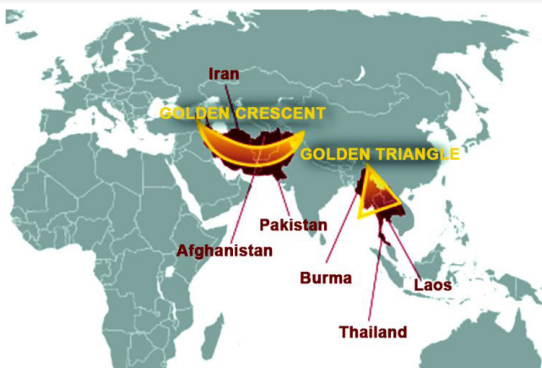 Iran
GOLDEN CRESCENT
GOLDEN TRIANGLE
Pakistan
Afghanistan
Burma
Laos
Thailand